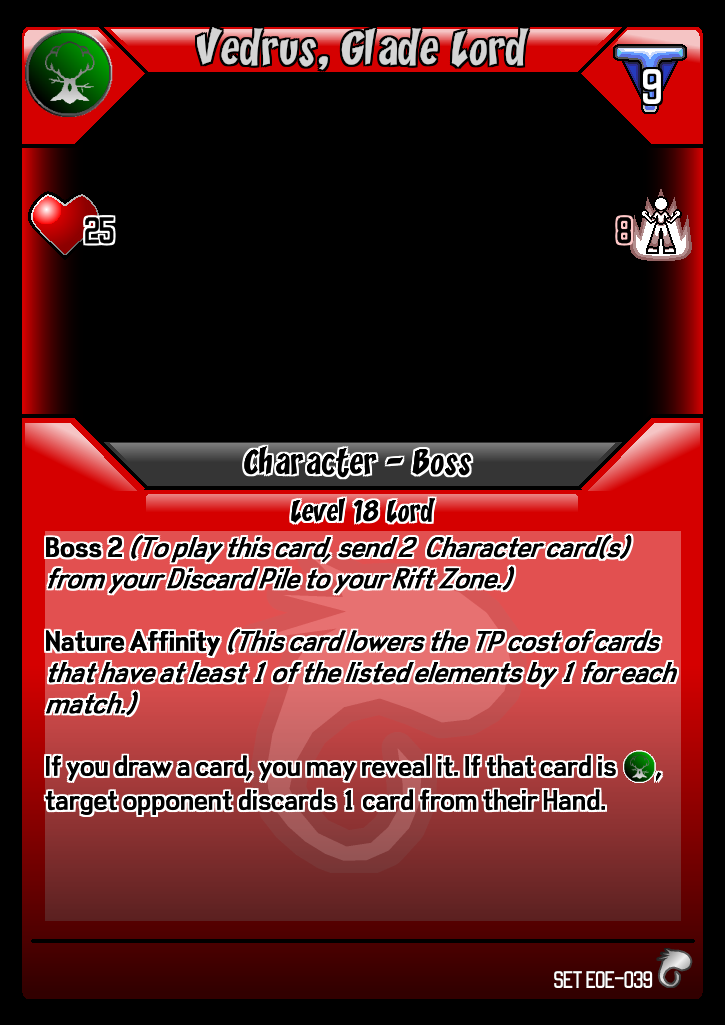 Vedrus, Glade Lord
9
25
8
Character - Boss
Level 18 Lord
Boss 2 (To play this card, send 2 Character card(s)
from your Discard Pile to your Rift Zone.)
Nature Affinity (This card lowers the TP cost of cards
that have at least 1 of the listed elements by 1 for each
match.)
If you draw a card, you may reveal it. If that card is ,
target opponent discards 1 card from their Hand.
SET EOE-039